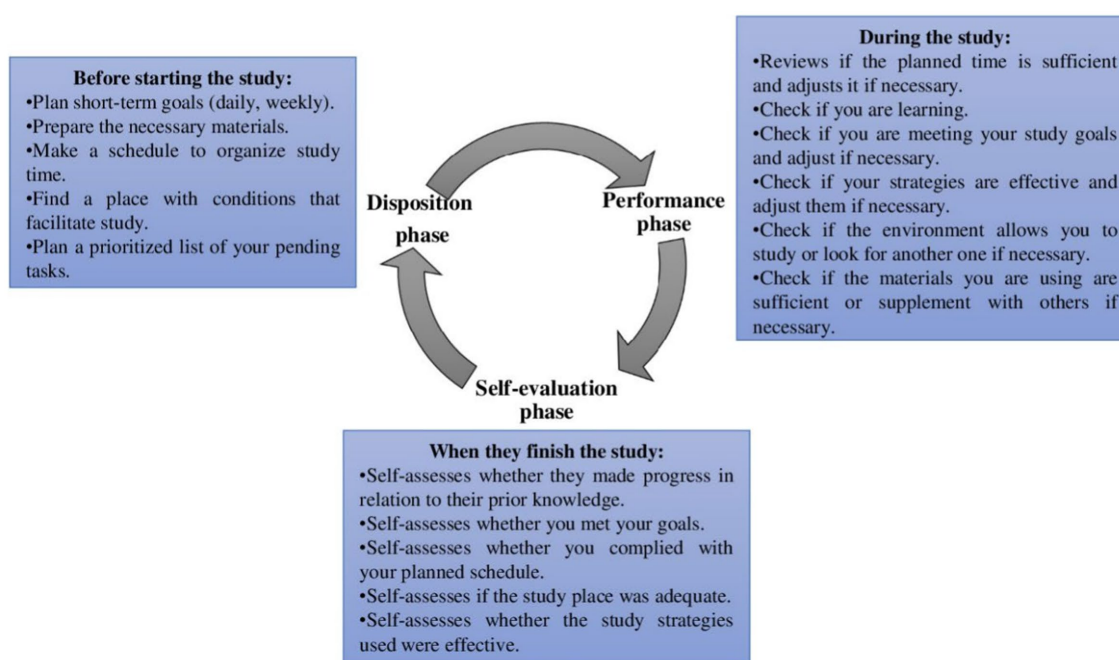 Before starting the study:
•Plan short-term goals (daily, weekly).
•Prepare the necessary materials.
•Make a schedule to organize study
time.
•Find a place with conditions that
facilitate study.
•Plan a prioritized list of your pending
tasks.
Disposition
phase
During the study:
•Reviews if the planned time is sufficient
and adjusts it if necessary.
•Check if you are learning.
•Check if you are meeting your study goals
and adjust if necessary.
•Check if your strategies are effective and
adjust them if necessary.
•Check if the environment allows you to
study or look for another one if necessary.
•Check if the materials you are using are
sufficient or supplement with others if
necessary.
Performance
phase
Self-evaluation
phase
When they finish the study:
•Self-assesses whether they made progress in
relation to their prior knowledge.
•Self-assesses whether you met your goals.
•Self-assesses whether you complied with
your planned schedule.
•Self-assesses if the study place was adequate.
•Self-assesses whether the study strategies
used were effective.